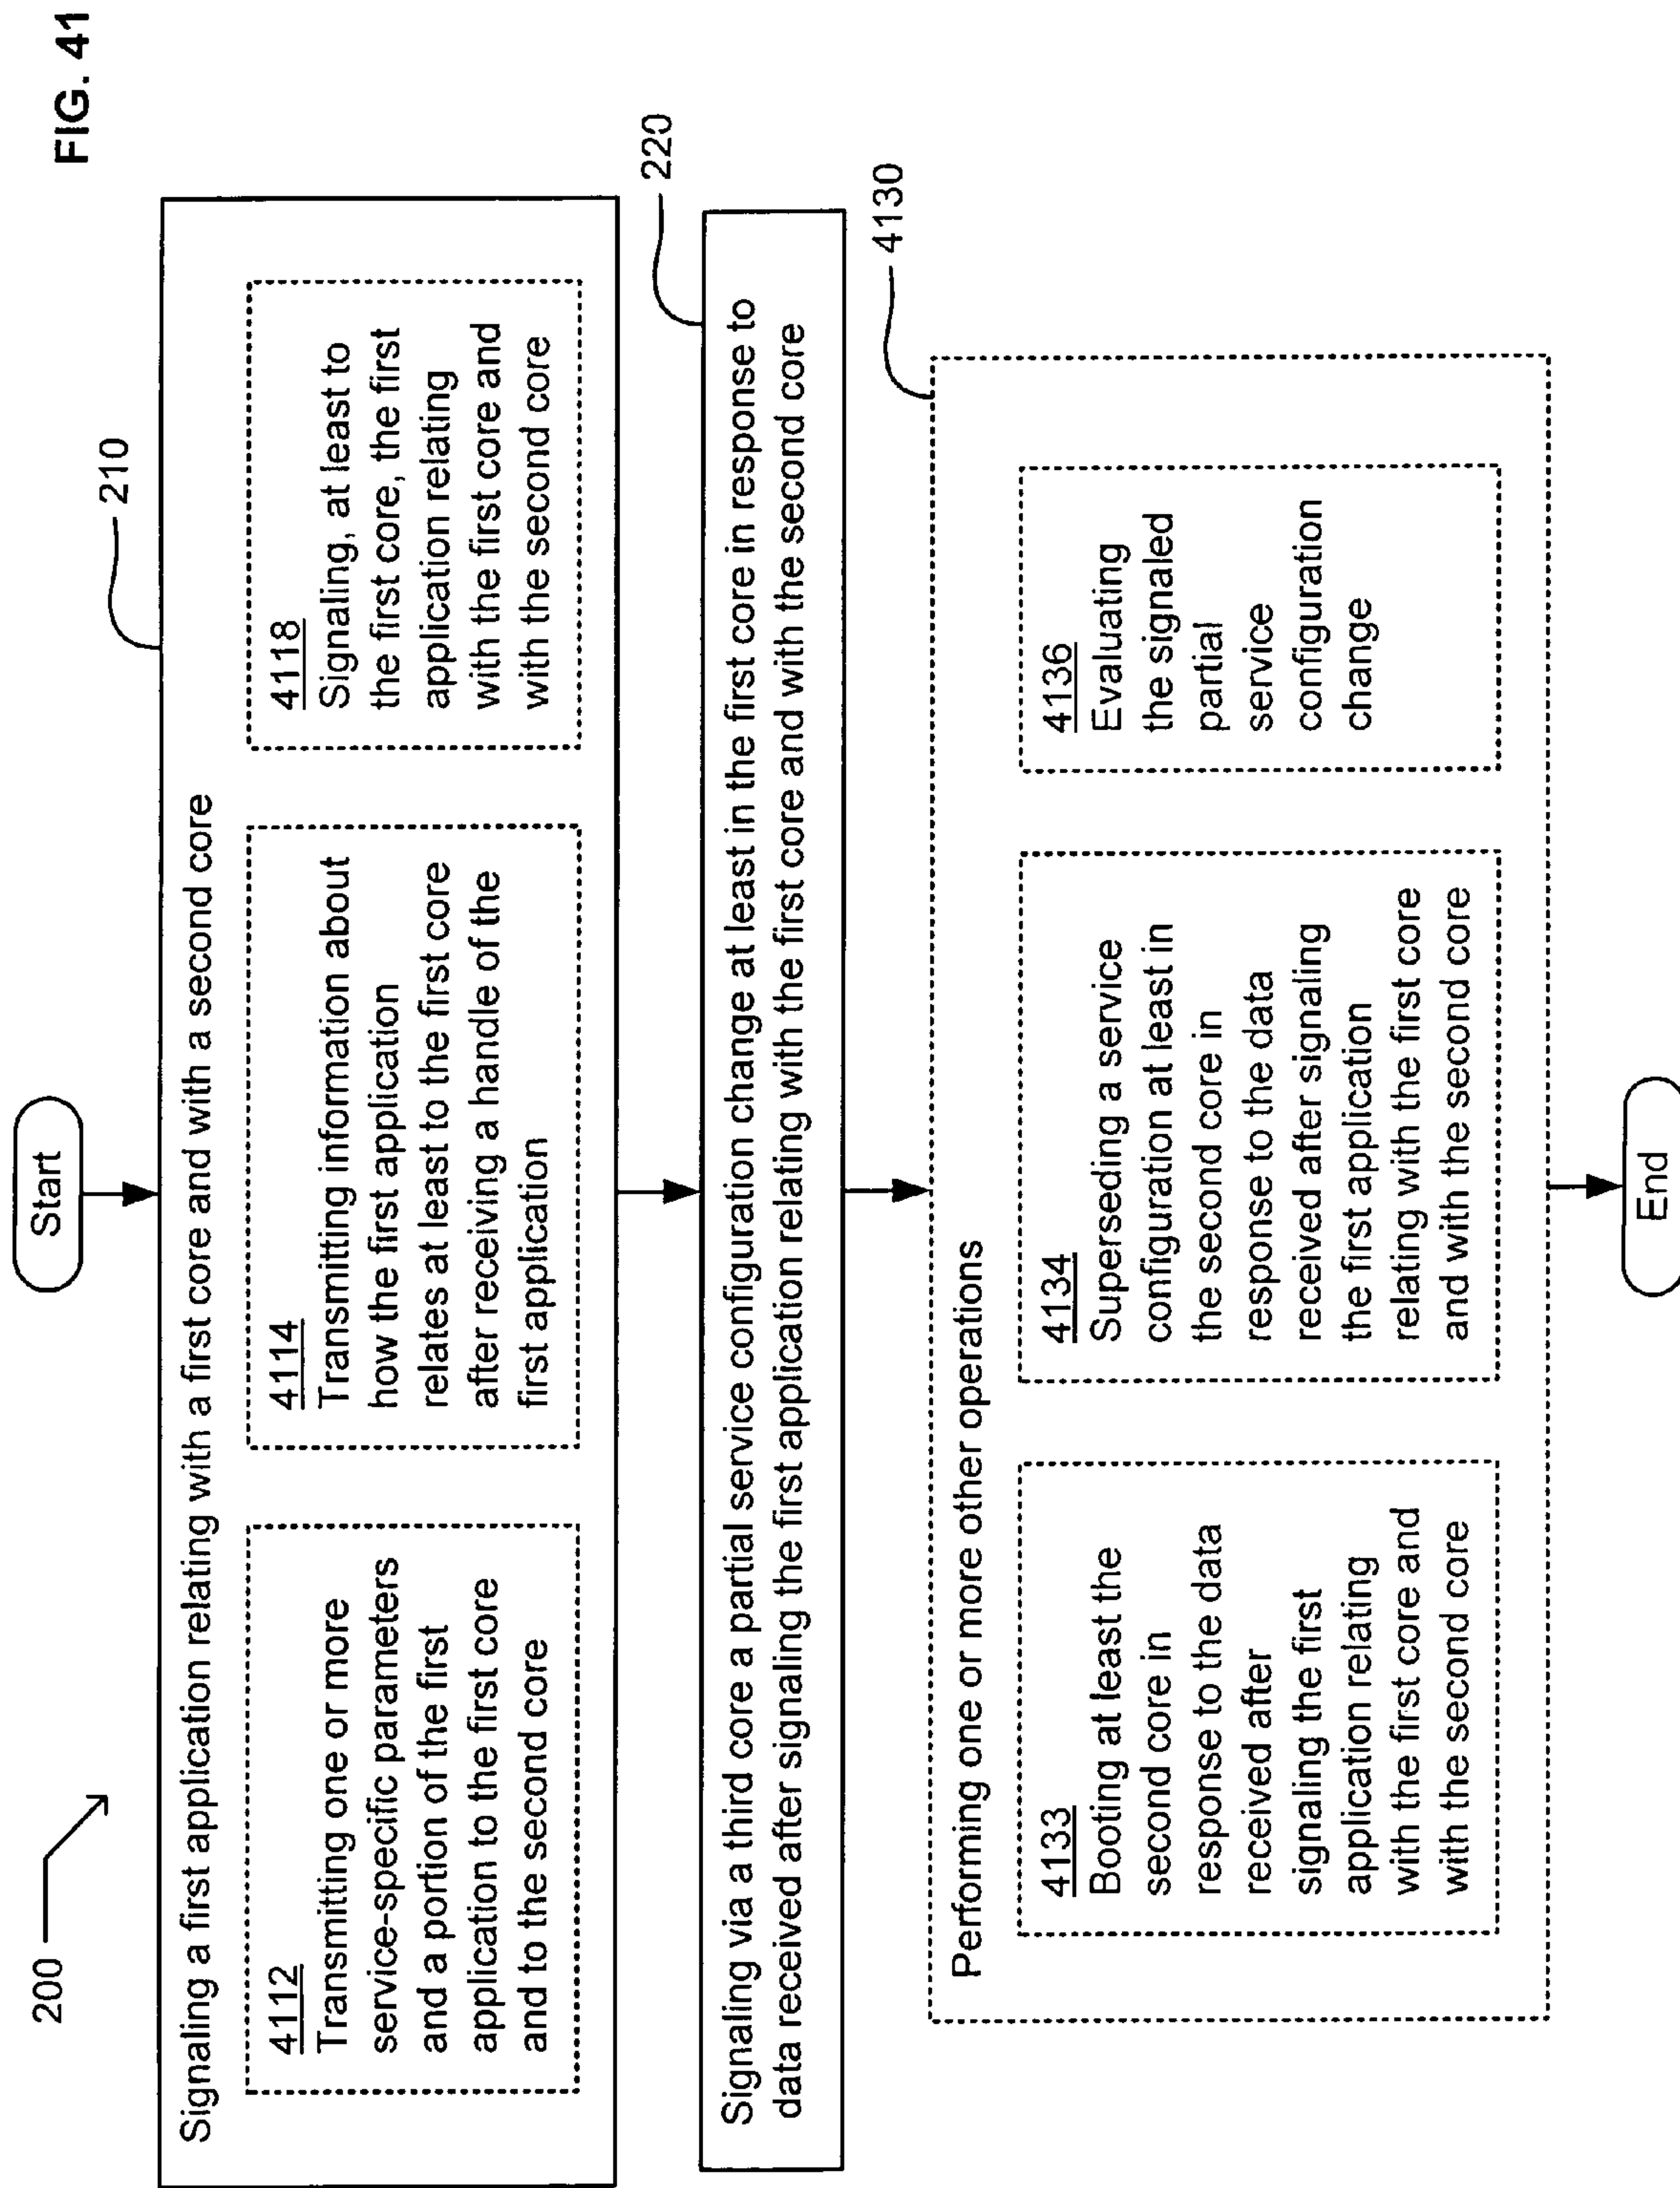 FIG. 41
200
Start
210
Signaling a first application relating with a first core and with a second core
4112
Transmitting one or more
service-specific parameters
and a portion of the first
application to the first core
and to the second core
4114
Transmitting information about
how the first application
relates at least to the first core
after receiving a handle of the
first application
4118
Signaling, at least to
the first core, the first
application relating
with the first core and
with the second core
220
Signaling via a third core a partial service configuration change at least in the first core in response to
data received after signaling the first application relating with the first core and with the second core
4130
Performing one or more other operations
4133
Booting at least the
second core in
response to the data
received after
signaling the first
application relating
with the first core and
with the second core
4134
Superseding a service
configuration at least in
the second core in
response to the data
received after signaling
the first application
relating with the first core
and with the second core
4136
Evaluating
the signaled
partial
service
configuration
change
End